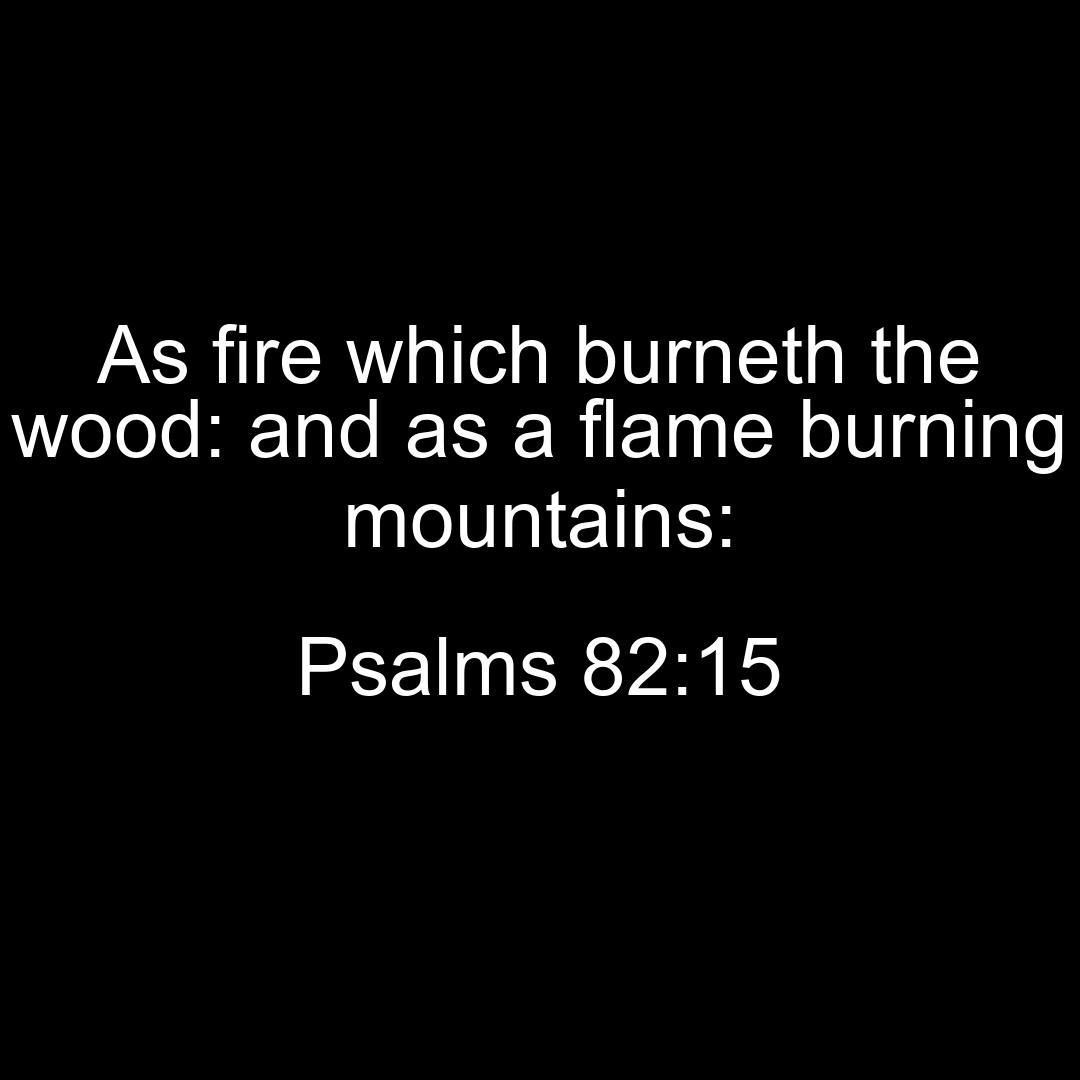 As fire which burneth the
wood: and as a flame burning
mountains:
Psalms 82:15